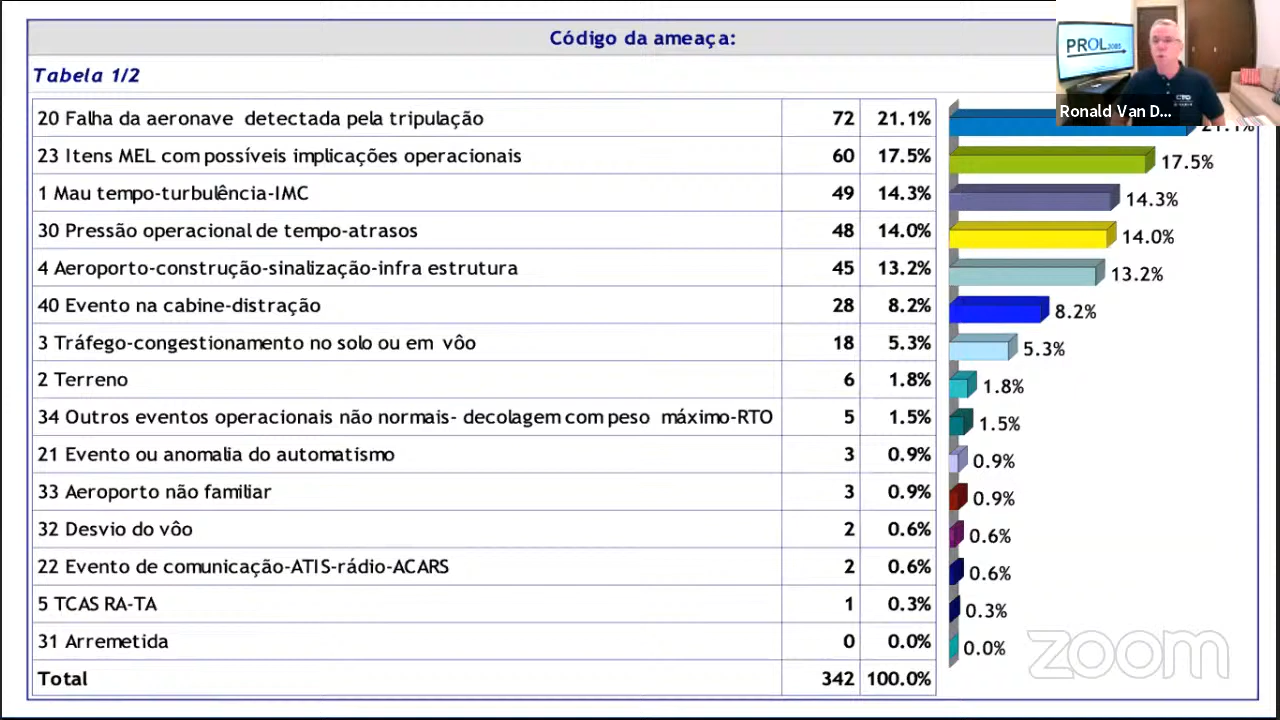 Código da ameaça:
Tabela 1/2
20 Falha da aeronave detectada pela tripulação 72 21.1% 21.1%
23 Itens MEL com possíveis implicações operacionais 60 17.5% 17.5%
1 Mau tempo-turbulência-IMC 49 14.3% 14.3%
30 Pressão operacional de tempo-atrasos 48 14.0% 14.0%
4 Aeroporto-construção-sinalização-infra estrutura 45 13.2% 13.2%
40 Evento na cabine-distração 28 8.2% 8.2%
3 Tráfego-congestionamento no solo ou em vôo 18 5.3% 5.3%
2 Terreno 6 1.8% 1.8%
34 Outros eventos operacionais não normais- decolagem com peso máximo-RTO 5 1.5% 1.5%
21 Evento ou anomalia do automatismo 3 0.9% 0.9%
33 Aeroporto não familiar 3 0.9% 0.9%
32 Desvio do vôo 2 0.6% 0.6%
22 Evento de comunicação-ATIS-rádio-ACARS 2 0.6% 0.6%
5 TCAS RA-TA 1 0.3% 0.3%
31 Arremetida 0 0.0% 0.0%
Total 342 100.0%
PROL
Ronald Van D...
zoom